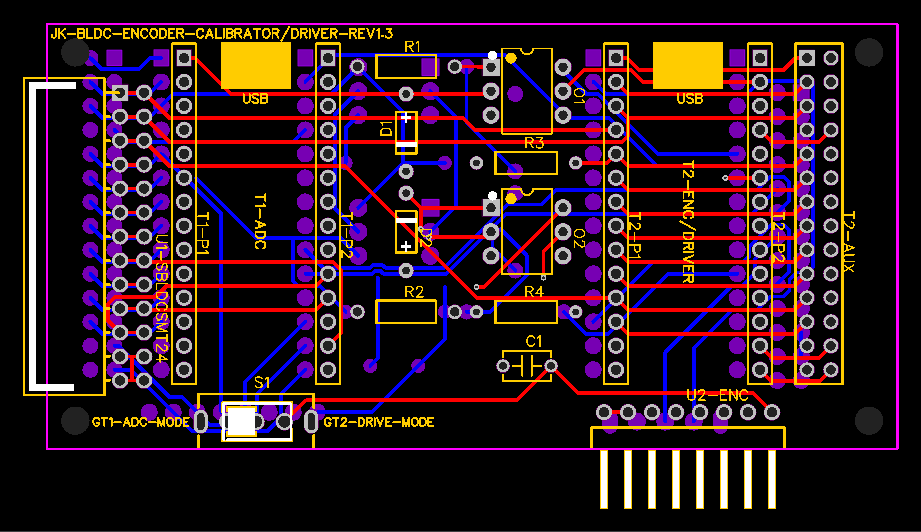 JK-BLDC-ENCODER-CALIBRATOR/DRIVER-REV1.3
R1
USB
USB
D1
O1
R3
T1-P1
T1-ADC
T1-P2
D2
O2
T2-P1
T2-ENC/DRIVER
T2-P2
T2-AUX
U1-SBLDCSMT24
R2
R4
C1
S1
U2-ENC
GT1-ADC-MODE
GT2-DRIVE-MODE